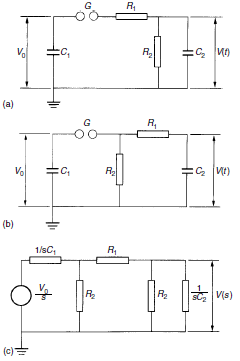 G R₁
V₀ C₁ R₂ C₂ V(t)
(a)
G R₁
V₀ C₁ R₂ C₂ V(t)
(b)
1/sC₁ R₁
V₀/s R₂ R₂ 1/sC₂ V(s)
(c)